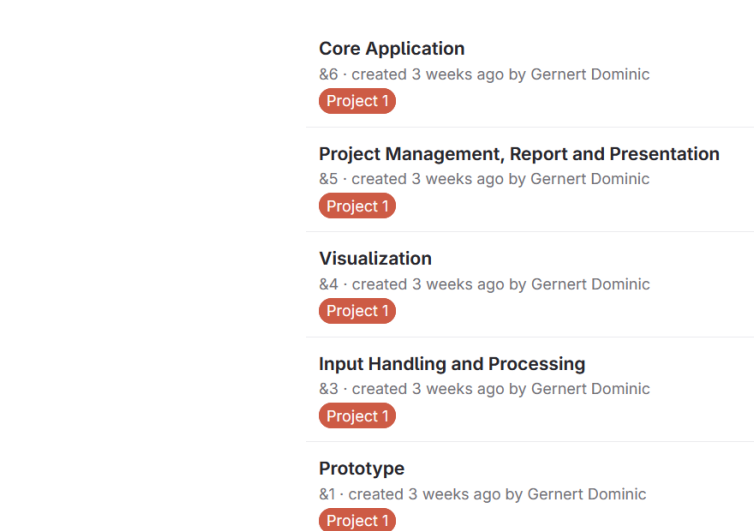 Core Application
&6 · created 3 weeks ago by Gernert Dominic
Project 1
Project Management, Report and Presentation
&5 · created 3 weeks ago by Gernert Dominic
Project 1
Visualization
&4 · created 3 weeks ago by Gernert Dominic
Project 1
Input Handling and Processing
&3 · created 3 weeks ago by Gernert Dominic
Project 1
Prototype
&1 · created 3 weeks ago by Gernert Dominic
Project 1